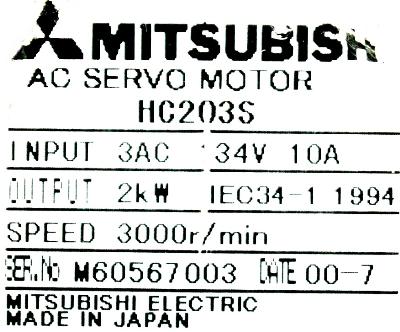 MITSUBISH
AC SERVO MOTOR
HC203S
INPUT 3AC 134V 10A
OUTPUT 2kW IEC34-1 1994
SPEED 3000r/min
SER.No M60567003 DATE 00-7
MITSUBISHI ELECTRIC
MADE IN JAPAN